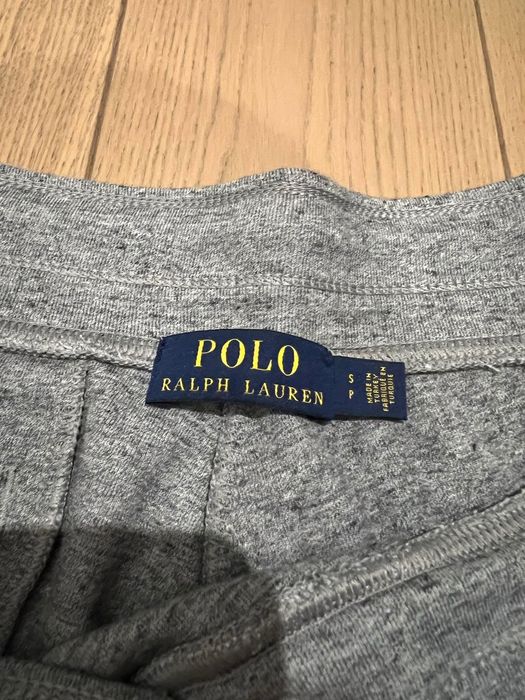 POLO
RALPH LAUREN
S
P
MADE IN
TURKEY
FABRIQUÉ EN
TURQUIE